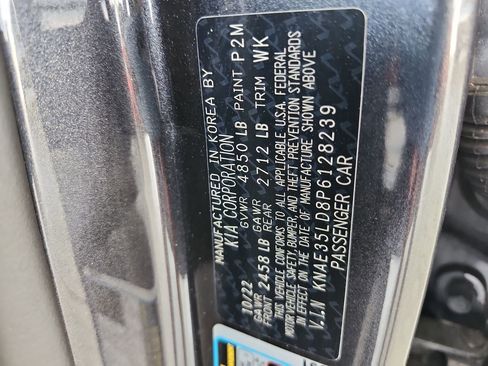 MANUFACTURED IN KOREA BY
KIA CORPORATION
10/22 GVWR 4850 LB PAINT P2M
GAWR FRONT 2458 LB GAWR REAR 2712 LB TRIM WK
THIS VEHICLE CONFORMS TO ALL APPLICABLE U.S.A. FEDERAL
MOTOR VEHICLE SAFETY, BUMPER, AND THEFT PREVENTION STANDARDS
IN EFFECT ON THE DATE OF MANUFACTURE SHOWN ABOVE
V.I.N KNAE35LD8P6128239
PASSENGER CAR